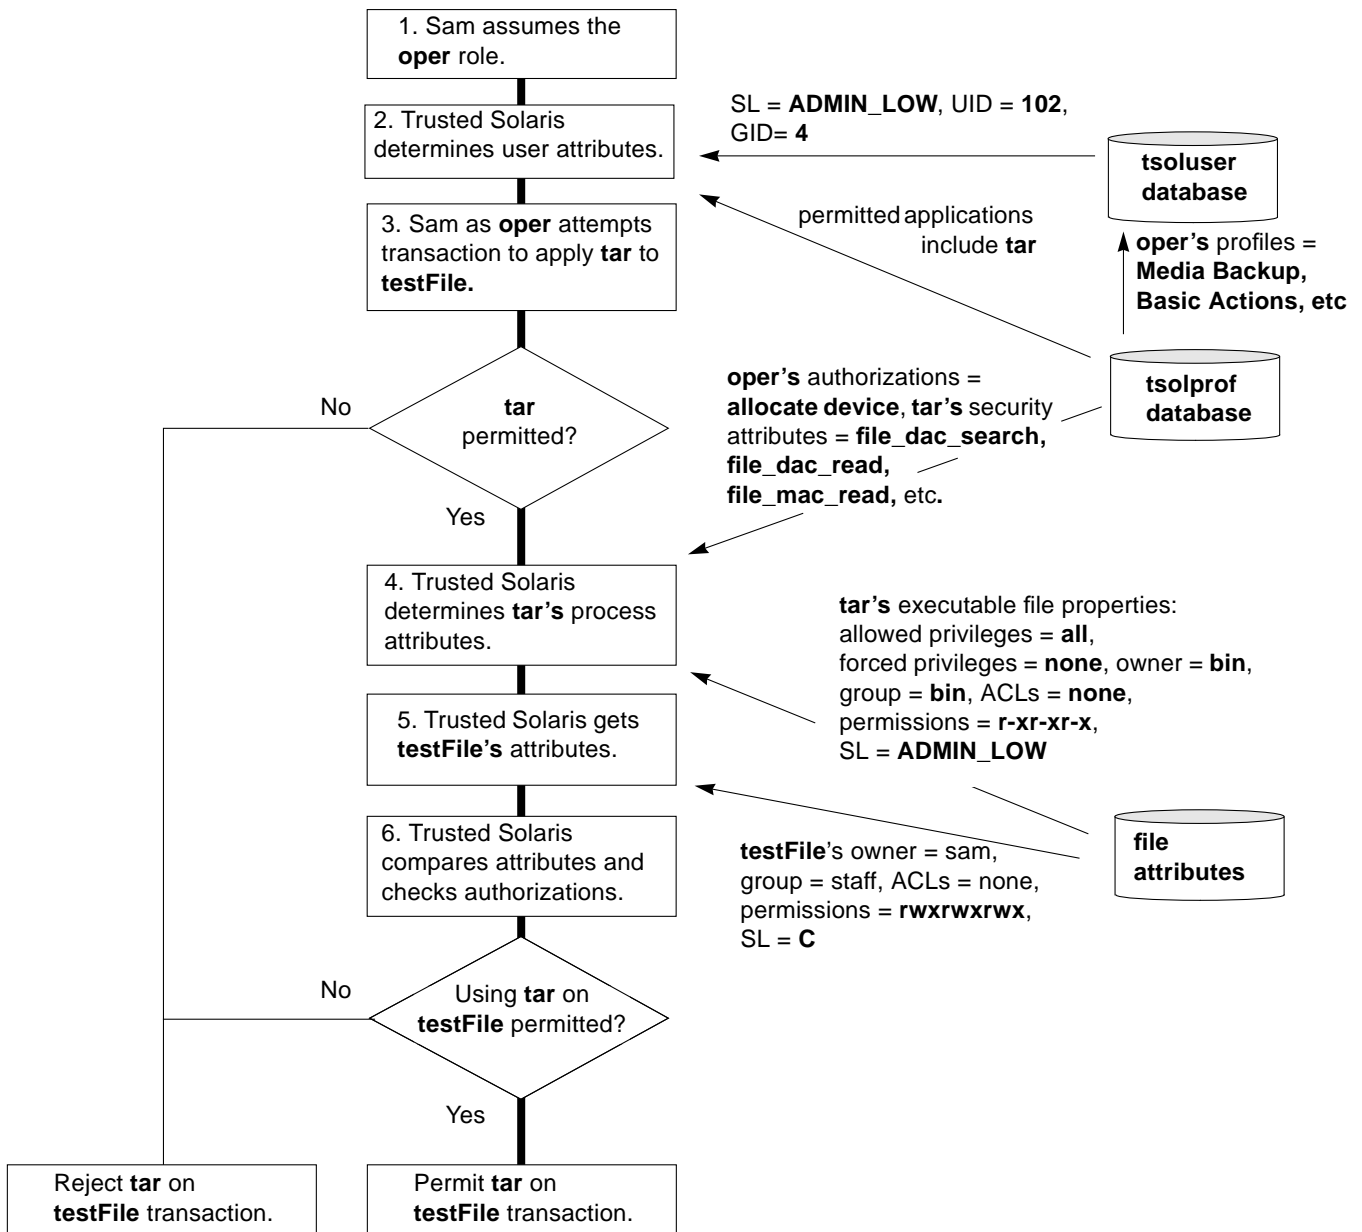 1. Sam assumes the
oper role.
2. Trusted Solaris
determines user attributes.
SL = ADMIN_LOW, UID = 102,
GID= 4
tsoluser
database
3. Sam as oper attempts
transaction to apply tar to
testFile.
permitted applications
include tar
oper's profiles =
Media Backup,
Basic Actions, etc
tsolprof
database
No
tar
permitted?
Yes
oper's authorizations =
allocate device, tar's security
attributes = file_dac_search,
file_dac_read,
file_mac_read, etc.
4. Trusted Solaris
determines tar's process
attributes.
tar's executable file properties:
allowed privileges = all,
forced privileges = none, owner = bin,
group = bin, ACLs = none,
permissions = r-xr-xr-x,
SL = ADMIN_LOW
5. Trusted Solaris gets
testFile's attributes.
6. Trusted Solaris
compares attributes and
checks authorizations.
testFile's owner = sam,
group = staff, ACLs = none,
permissions = rwxrwxrwx,
SL = C
file
attributes
No
Using tar on
testFile permitted?
Yes
Reject tar on
testFile transaction.
Permit tar on
testFile transaction.